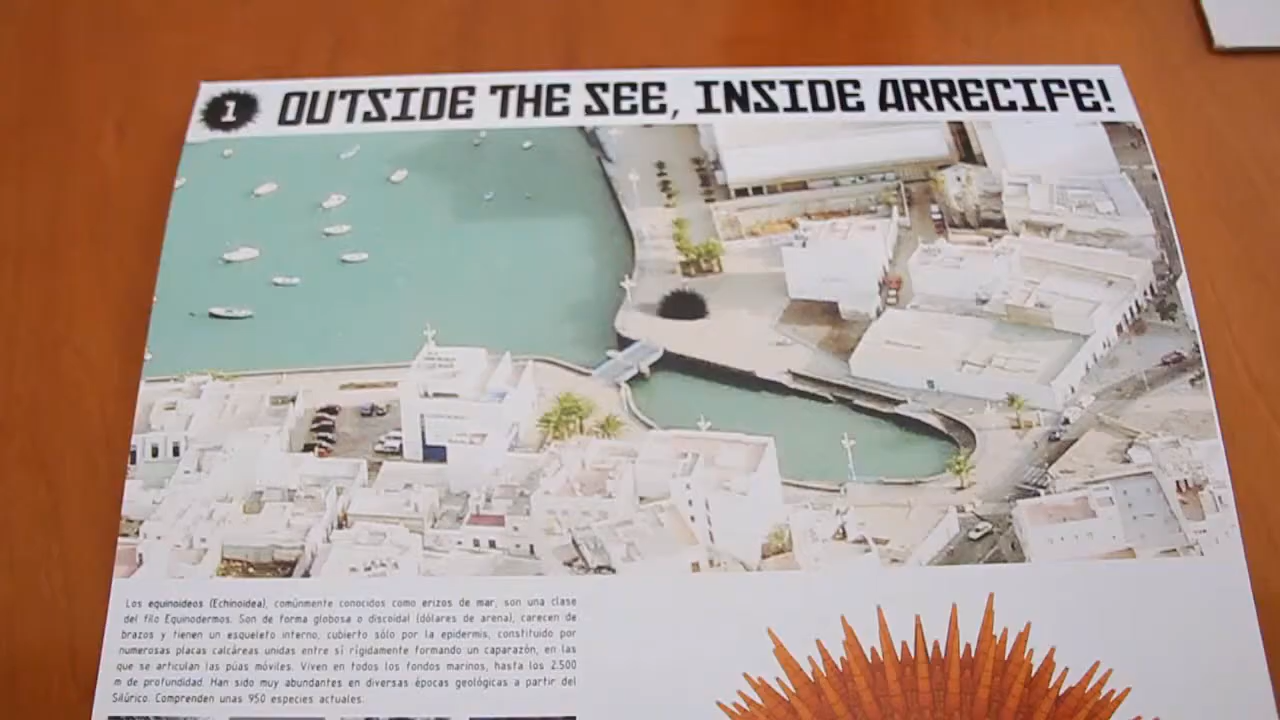 1 OUTSIDE THE SEE, INSIDE ARRECIFE!
Los equinoideos (Echinoidea), comúnmente conocidos como erizos de mar, son una clase
del filo Equinodermos. Son de forma globosa o discoidal (dólares de arena), carecen de
brazos y tienen un esqueleto interno, cubierto sólo por la epidermis, constituido por
numerosas placas calcáreas unidas entre sí rígidamente formando un caparazón, en las
que se articulan las púas móviles. Viven en todos los fondos marinos, hasta los 2.500
m de profundidad. Han sido muy abundantes en diversas épocas geológicas a partir del
Silúrico. Comprenden unas 950 especies actuales.